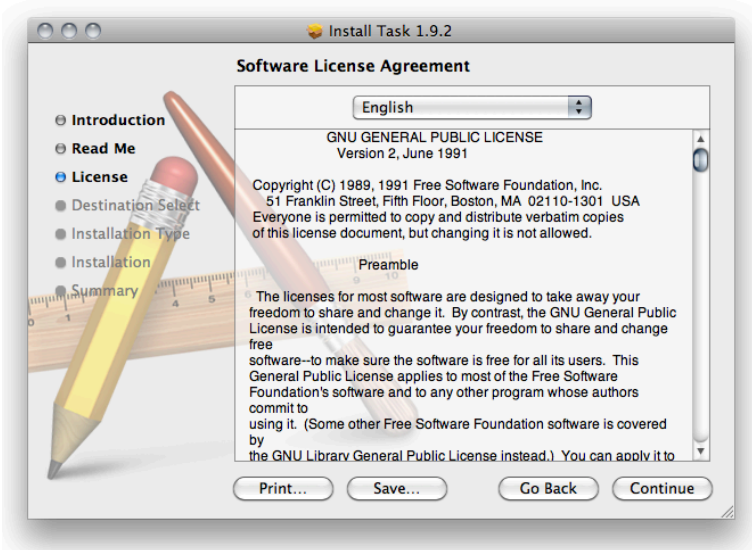 Install Task 1.9.2
Software License Agreement
Introduction
Read Me
License
Destination Select
Installation Type
Installation
Summary
English
GNU GENERAL PUBLIC LICENSE
Version 2, June 1991
Copyright (C) 1989, 1991 Free Software Foundation, Inc.
51 Franklin Street, Fifth Floor, Boston, MA 02110-1301 USA
Everyone is permitted to copy and distribute verbatim copies
of this license document, but changing it is not allowed.
Preamble
The licenses for most software are designed to take away your
freedom to share and change it. By contrast, the GNU General Public
License is intended to guarantee your freedom to share and change
free
software--to make sure the software is free for all its users. This
General Public License applies to most of the Free Software
Foundation's software and to any other program whose authors
commit to
using it. (Some other Free Software Foundation software is covered
by
the GNU Library General Public License instead.) You can apply it to
Print...
Save...
Go Back
Continue